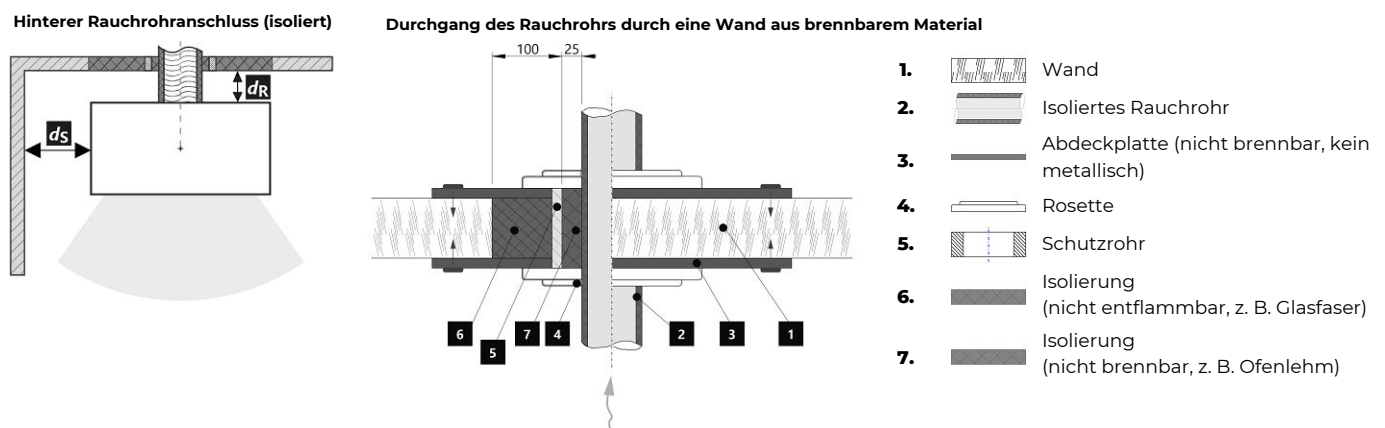 Hinterer Rauchrohranschluss (isoliert)
dR
dS
Durchgang des Rauchrohrs durch eine Wand aus brennbarem Material
100 25
6 5 7 4 2 3 1
1. Wand
2. Isoliertes Rauchrohr
3. Abdeckplatte (nicht brennbar, kein
metallisch)
4. Rosette
5. Schutzrohr
6. Isolierung
(nicht entflammbar, z. B. Glasfaser)
7. Isolierung
(nicht brennbar, z. B. Ofenlehm)